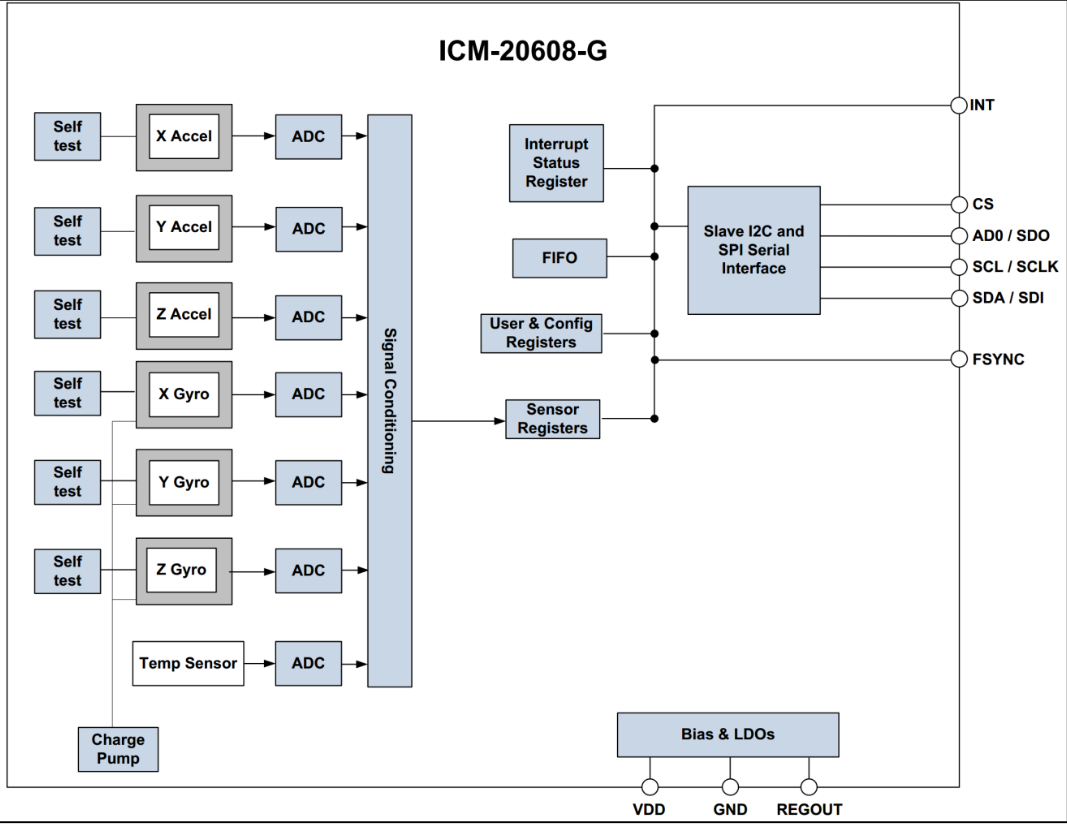 ICM-20608-G
INT
Self
test
X Accel
ADC
Interrupt
Status
Register
CS
Self
test
Y Accel
ADC
Slave I2C and
SPI Serial
Interface
AD0 / SDO
FIFO
SCL / SCLK
SDA / SDI
Self
test
Z Accel
ADC
User & Config
Registers
Signal Conditioning
FSYNC
Self
test
X Gyro
ADC
Sensor
Registers
Self
test
Y Gyro
ADC
Self
test
Z Gyro
ADC
Temp Sensor
ADC
Charge
Pump
Bias & LDOs
VDD
GND
REGOUT